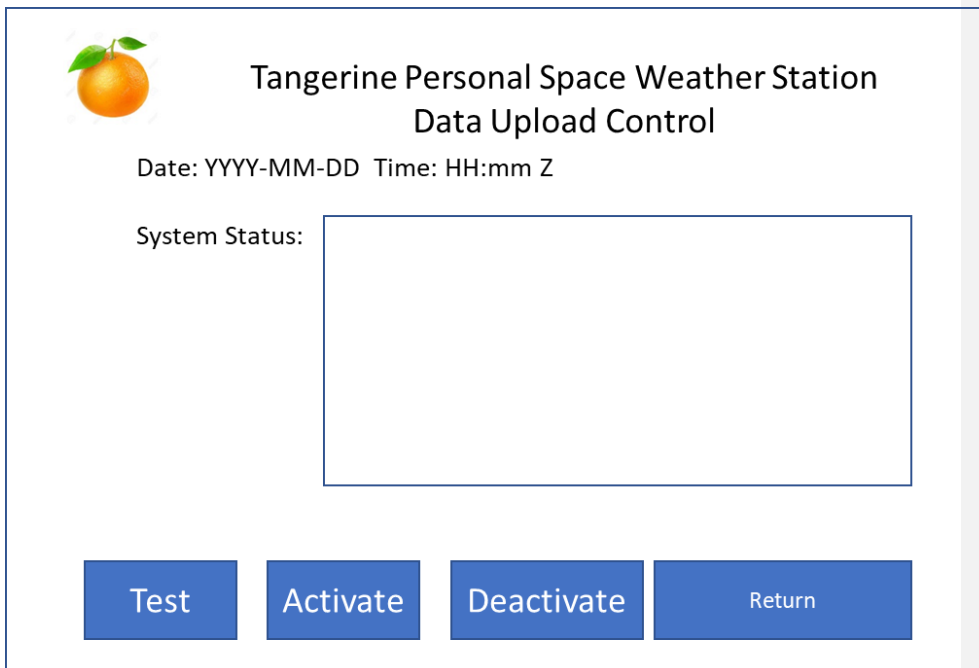 Tangerine Personal Space Weather Station
Data Upload Control
Date: YYYY-MM-DD  Time: HH:mm Z
System Status:
Test
Activate
Deactivate
Return